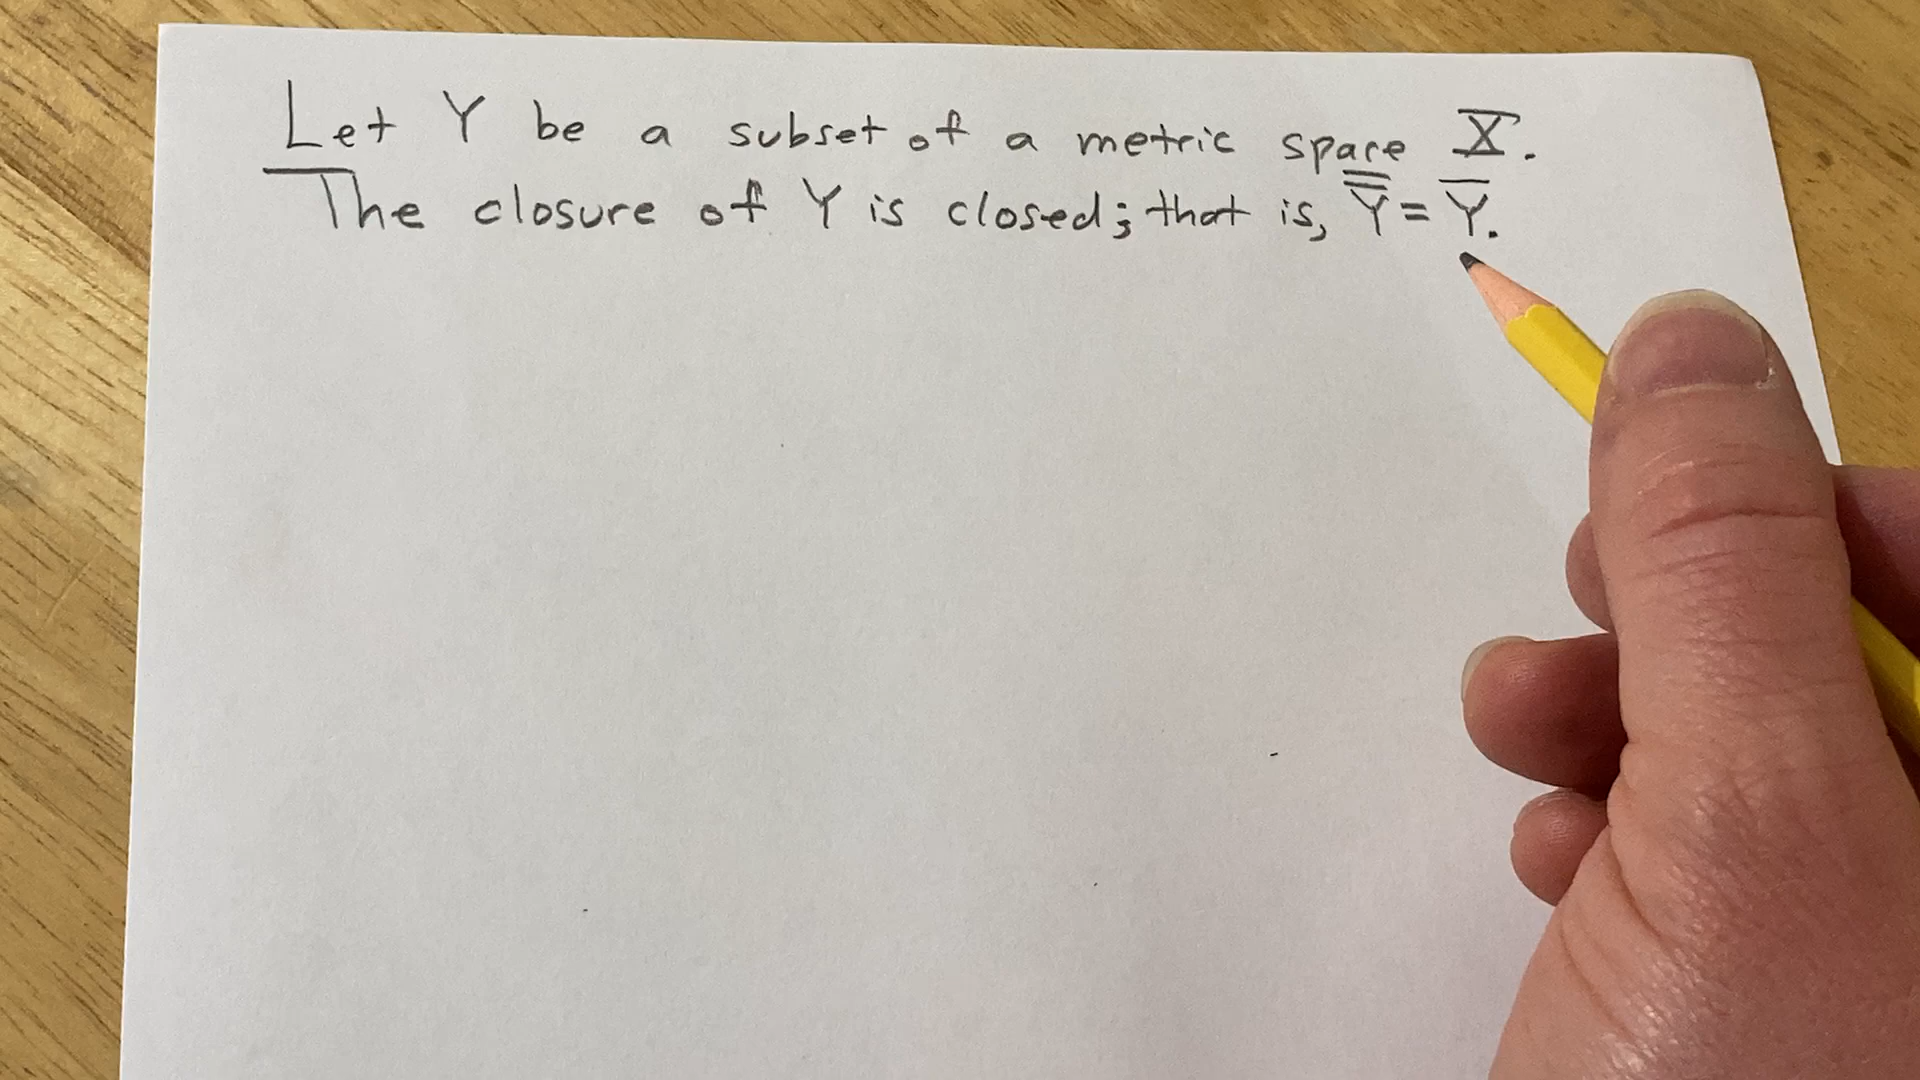 Let Y be a subset of a metric space X.
The closure of Y is closed; that is, Y̿ = Y̅.